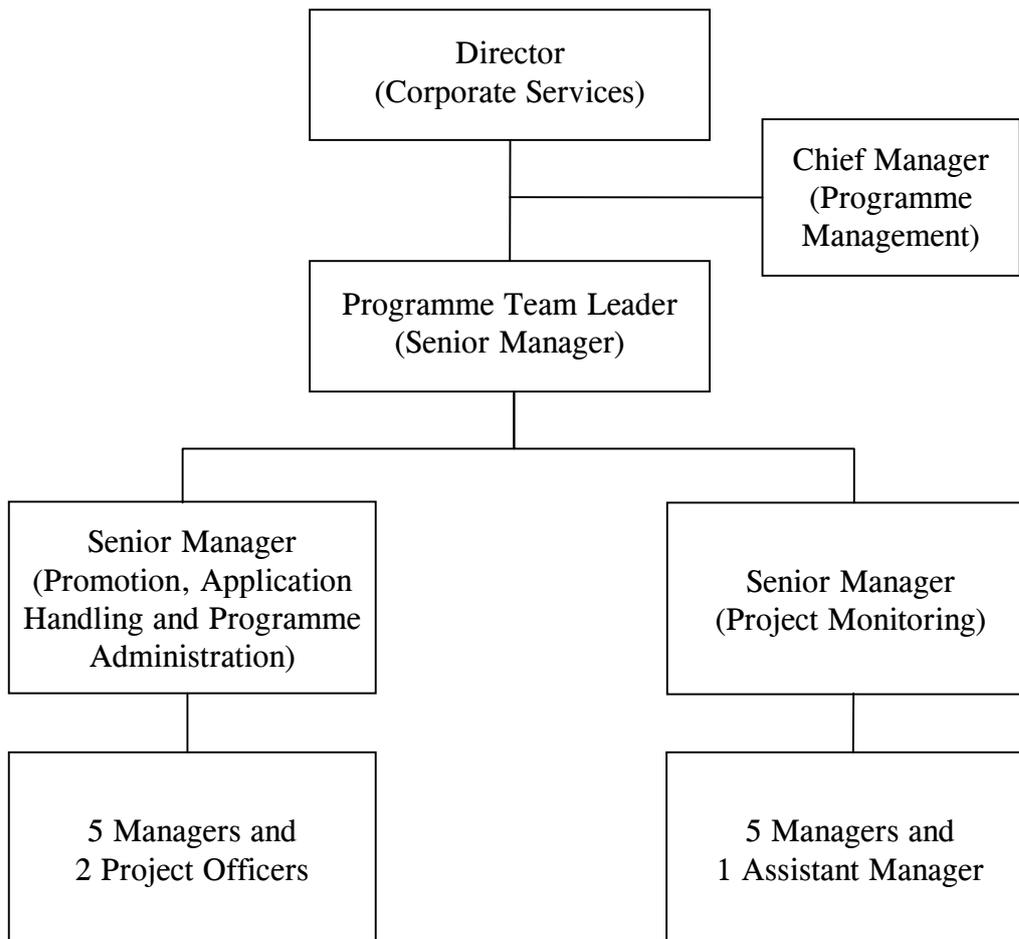 Director
(Corporate Services)
Chief Manager
(Programme
Management)
Programme Team Leader
(Senior Manager)
Senior Manager
(Promotion, Application
Handling and Programme
Administration)
Senior Manager
(Project Monitoring)
5 Managers and
2 Project Officers
5 Managers and
1 Assistant Manager